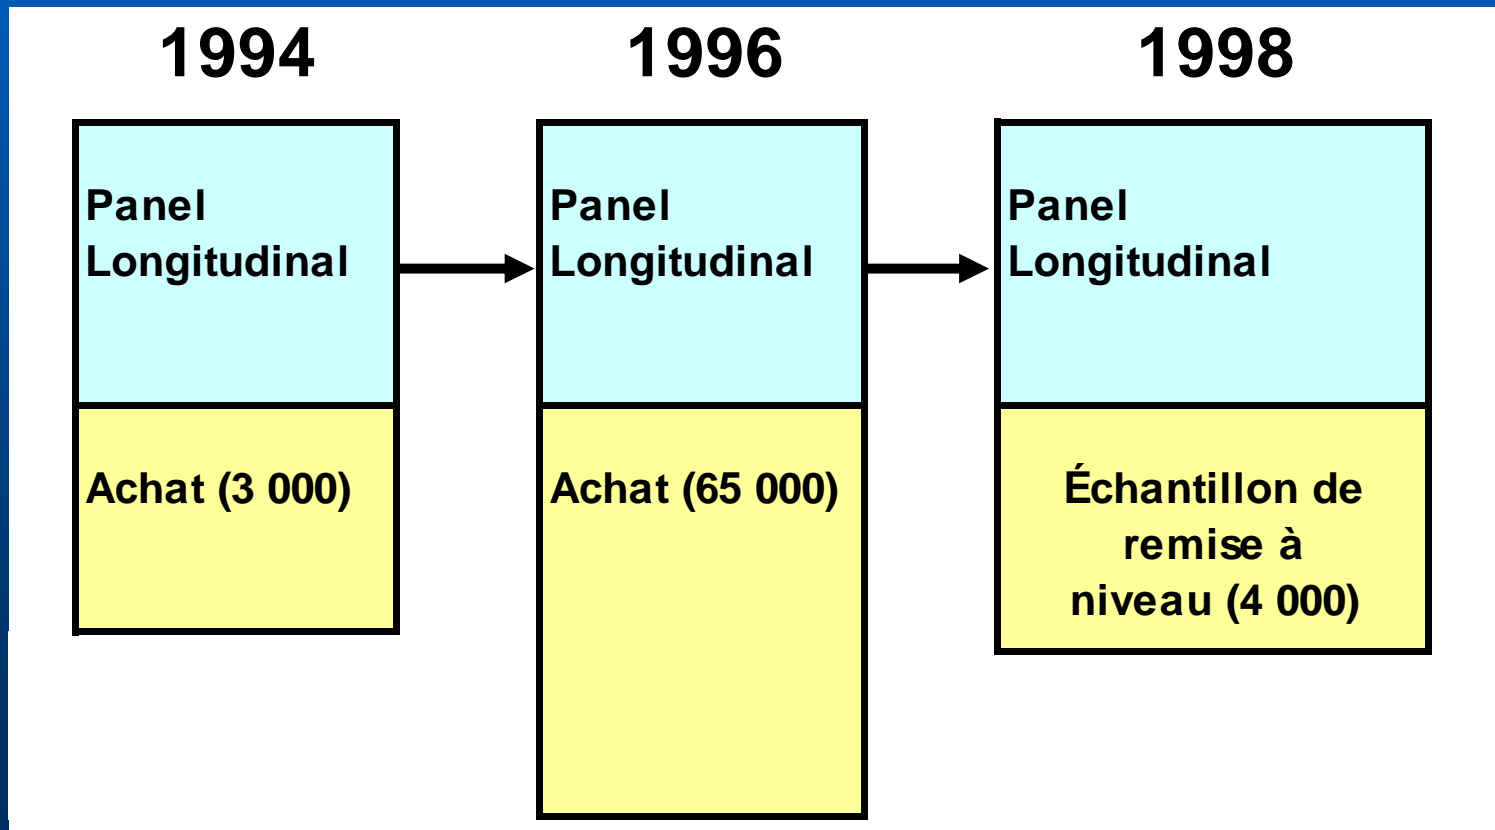 1994
1996
1998
Panel
Longitudinal
Panel
Longitudinal
Panel
Longitudinal
Achat (3 000)
Achat (65 000)
Échantillon de
remise à
niveau (4 000)